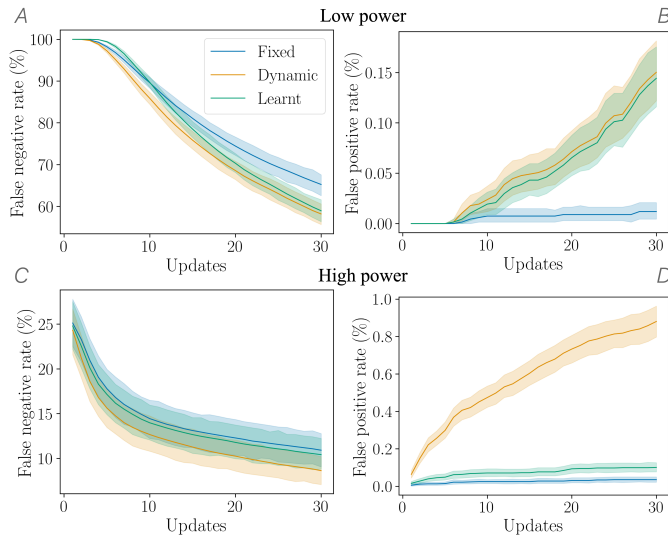 A
Low power
B
False negative rate (%)
100
90
80
70
60
0
10
20
30
Updates
Fixed
Dynamic
Learnt
False positive rate (%)
0.15
0.10
0.05
0.00
0
10
20
30
Updates
C
High power
D
False negative rate (%)
25
20
15
10
0
10
20
30
Updates
False positive rate (%)
1.0
0.8
0.6
0.4
0.2
0.0
0
10
20
30
Updates